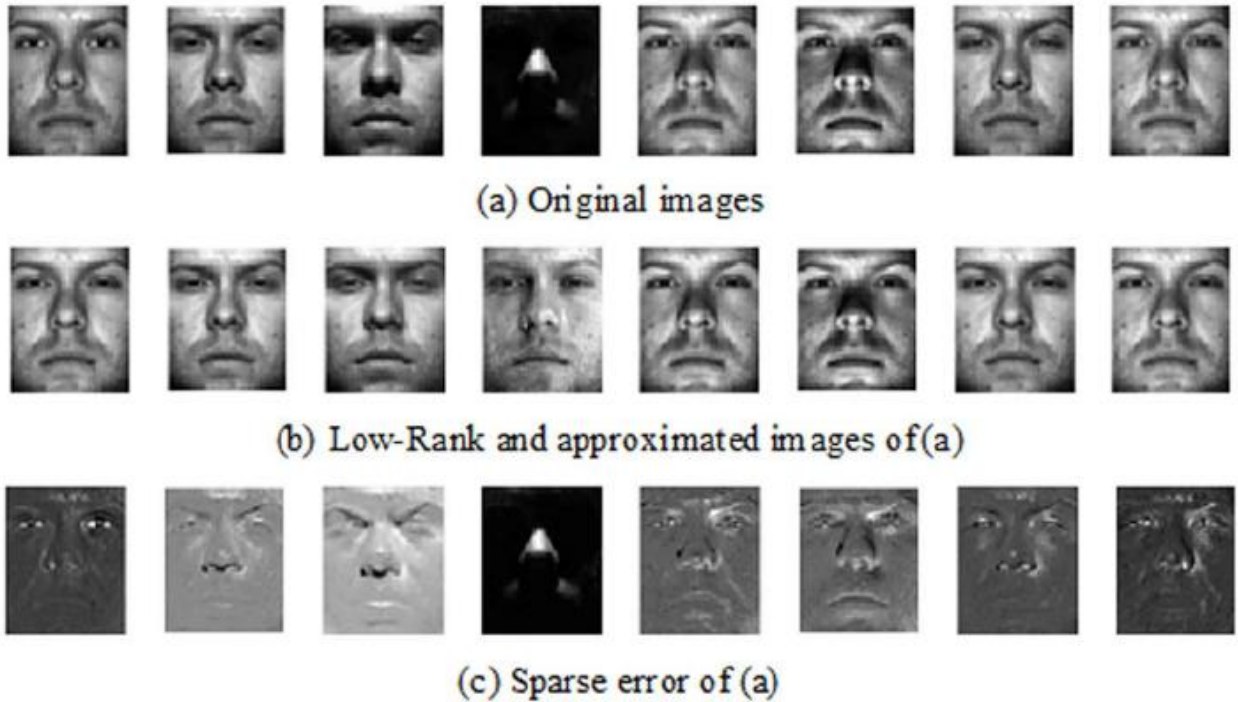 (a) Original images
(b) Low-Rank and approximated images of (a)
(c) Sparse error of (a)